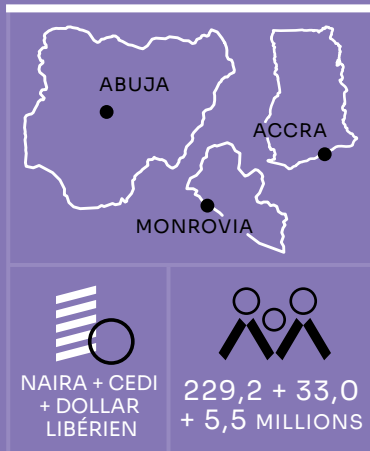 ABUJA
ACCRA
MONROVIA
NAIRA + CEDI
+ DOLLAR
LIBÉRIEN
229,2 + 33,0
+ 5,5 MILLIONS